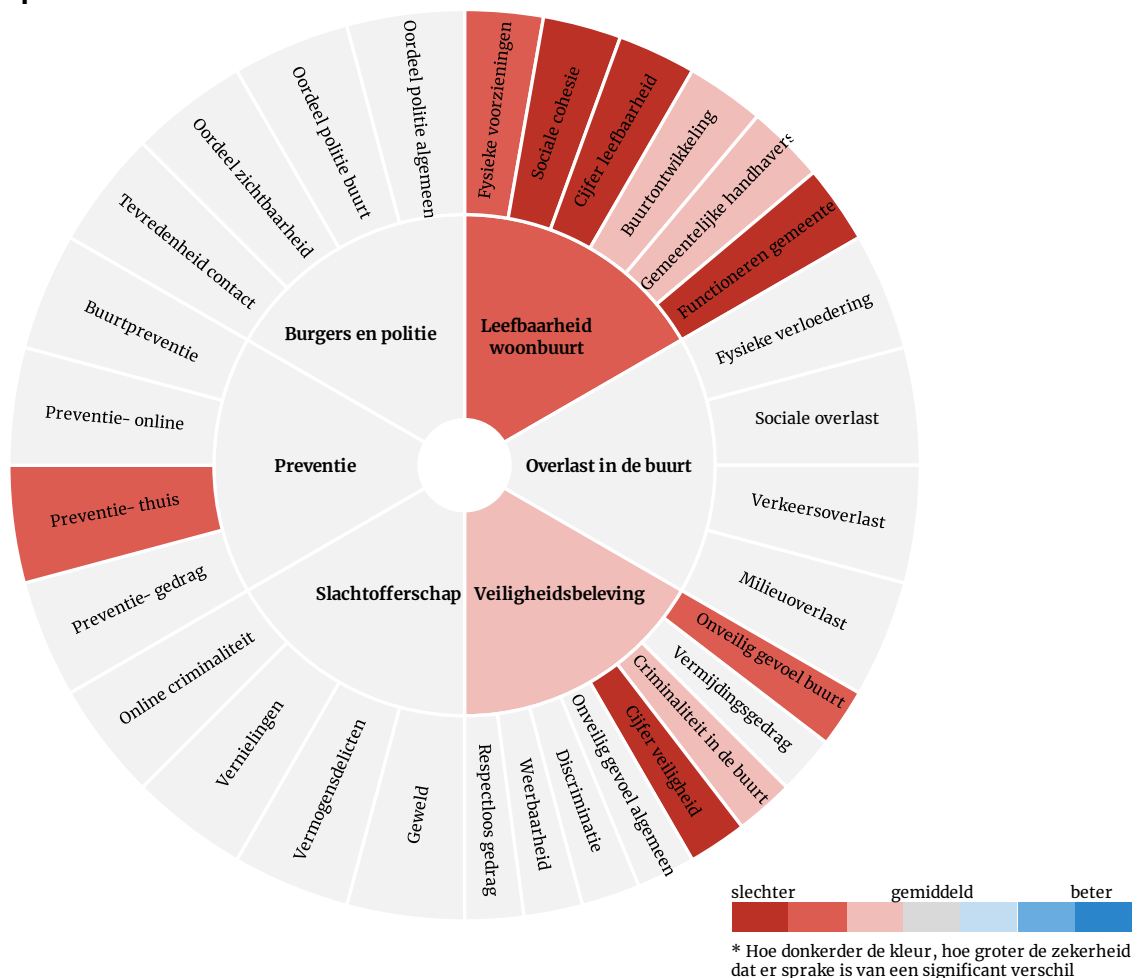 Fysieke voorzieningen
Sociale cohesie
Cijfer leefbaarheid
Buurtontwikkeling
Gemeentelijke handhavers
Functioneren gemeente
Fysieke verloedering
Sociale overlast
Verkeersoverlast
Milieuoverlast
Onveilig gevoel buurt
Vermijdingsgedrag
Criminaliteit in de buurt
Cijfer veiligheid
Onveilig gevoel algemeen
Discriminatie
Weerbaarheid
Respectloos gedrag
Geweld
Vermogensdelicten
Vernielingen
Online criminaliteit
Preventie- gedrag
Preventie- thuis
Preventie- online
Buurtpreventie
Tevredenheid contact
Oordeel zichtbaarheid
Oordeel politie buurt
Oordeel politie algemeen
Leefbaarheid
woonbuurt
Overlast in de buurt
Veiligheidsbeleving
Slachtofferschap
Preventie
Burgers en politie
slechter gemiddeld beter
* Hoe donkerder de kleur, hoe groter de zekerheid
dat er sprake is van een significant verschil